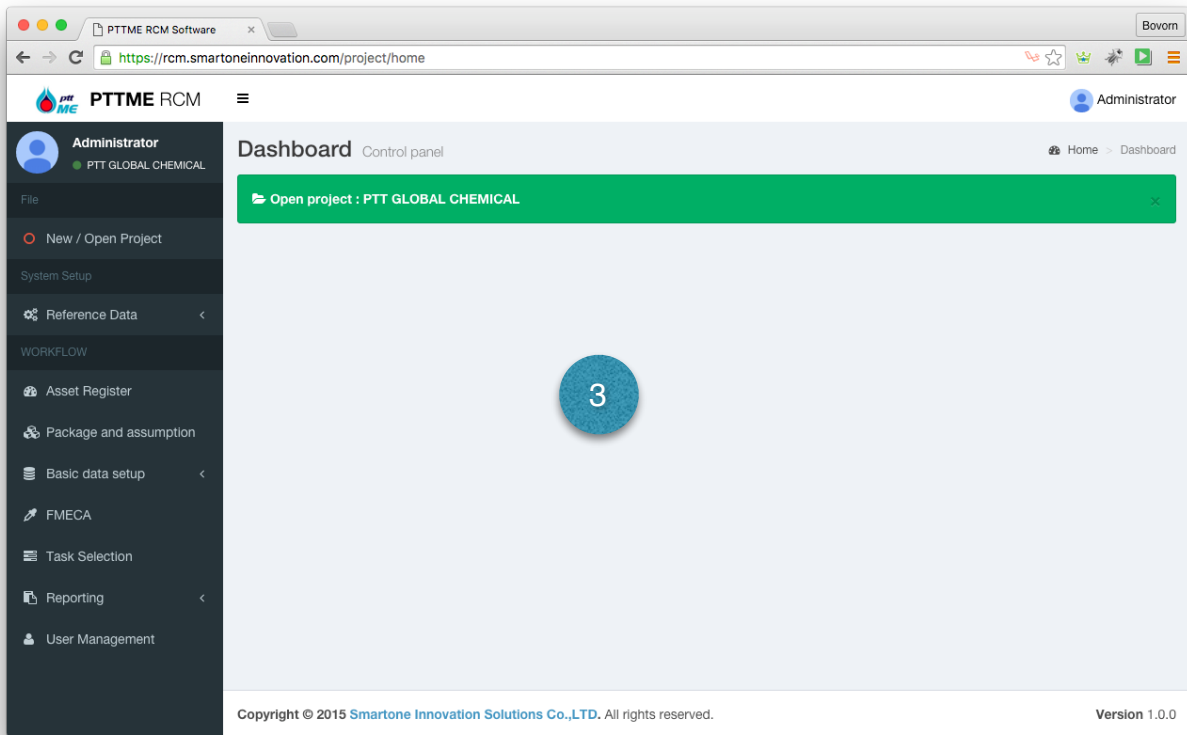 PTTME RCM Software
Bovorn
https://rcm.smartoneinnovation.com/project/home
ptt ME PTTME RCM
Administrator
Administrator
PTT GLOBAL CHEMICAL
File
New / Open Project
System Setup
Reference Data
WORKFLOW
Asset Register
Package and assumption
Basic data setup
FMECA
Task Selection
Reporting
User Management
Dashboard Control panel
Home > Dashboard
Open project : PTT GLOBAL CHEMICAL ×
3
Copyright © 2015 Smartone Innovation Solutions Co.,LTD. All rights reserved.
Version 1.0.0